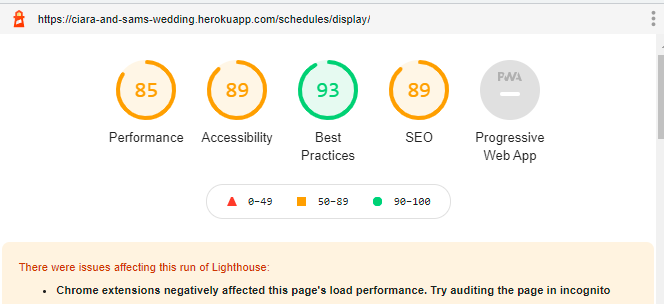 https://ciara-and-sams-wedding.herokuapp.com/schedules/display/
85 89 93 89 PWA
Performance Accessibility Best Practices SEO Progressive Web App
0–49 50–89 90–100
There were issues affecting this run of Lighthouse:
• Chrome extensions negatively affected this page's load performance. Try auditing the page in incognito